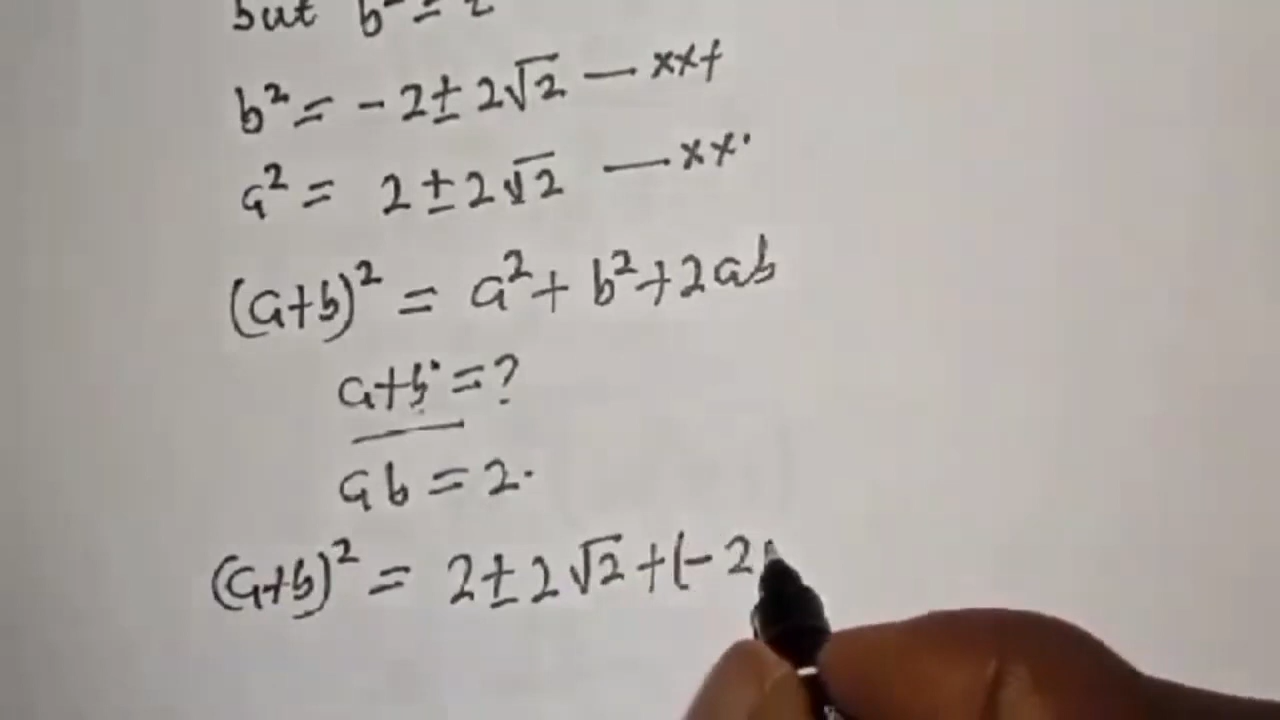 but b² = 2
b² = - 2 ± 2√2 — xxx
a² = 2 ± 2√2 — xx.
(a+b)² = a² + b² + 2ab
a+b = ?
ab = 2.
(a+b)² = 2 ± 2√2 + (- 2